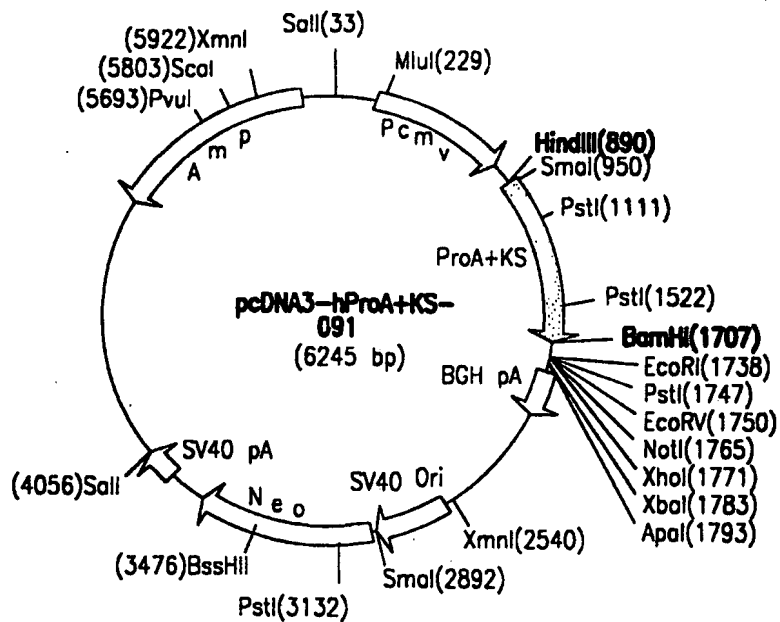 SalI(33)
(5922)XmnI
(5803)ScaI
(5693)PvuI
MluI(229)
Pcmv
Amp
HindIII(890)
SmaI(950)
PstI(1111)
ProA+KS
PstI(1522)
pcDNA3-hProA+KS-
091
(6245 bp)
BamHI(1707)
BGH pA
EcoRI(1738)
PstI(1747)
EcoRV(1750)
NotI(1765)
XhoI(1771)
XbaI(1783)
ApaI(1793)
SV40 pA
(4056)SalI
SV40 Ori
Neo
XmnI(2540)
(3476)BssHII
SmaI(2892)
PstI(3132)